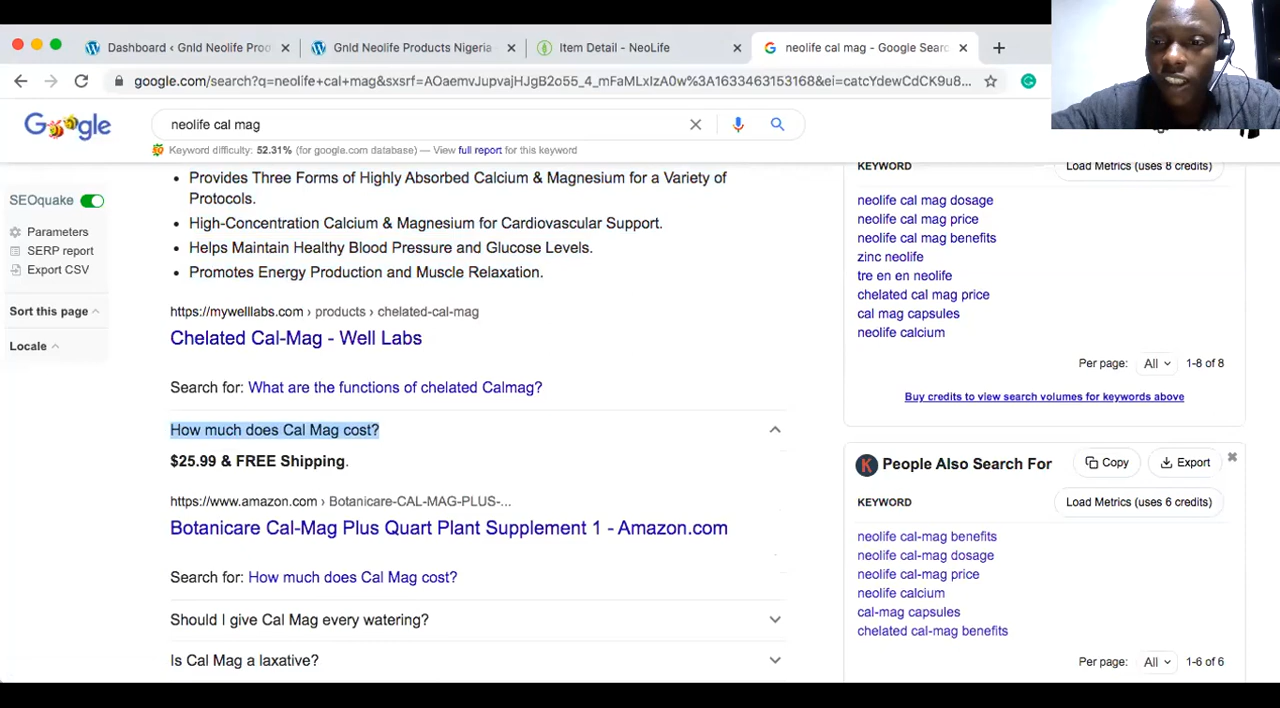 Dashboard ‹ Gnld Neolife Prod
Gnld Neolife Products Nigeria
Item Detail - NeoLife
neolife cal mag - Google Searc
google.com/search?q=neolife+cal+mag&sxsrf=AOaemvJupvajHJgB2o55_4_mFaMLxIzA0w%3A1633463153168&ei=catcYdewCdCK9u8...
Google
neolife cal mag
Keyword difficulty: 52.31% (for google.com database) — View full report for this keyword
SEOquake
Parameters
SERP report
Export CSV
Sort this page
Locale
Provides Three Forms of Highly Absorbed Calcium & Magnesium for a Variety of
Protocols.
High-Concentration Calcium & Magnesium for Cardiovascular Support.
Helps Maintain Healthy Blood Pressure and Glucose Levels.
Promotes Energy Production and Muscle Relaxation.
https://mywelllabs.com › products › chelated-cal-mag
Chelated Cal-Mag - Well Labs
Search for: What are the functions of chelated Calmag?
How much does Cal Mag cost?
$25.99 & FREE Shipping.
https://www.amazon.com › Botanicare-CAL-MAG-PLUS-...
Botanicare Cal-Mag Plus Quart Plant Supplement 1 - Amazon.com
Search for: How much does Cal Mag cost?
Should I give Cal Mag every watering?
Is Cal Mag a laxative?
KEYWORD
Load Metrics (uses 8 credits)
neolife cal mag dosage
neolife cal mag price
neolife cal mag benefits
zinc neolife
tre en en neolife
chelated cal mag price
cal mag capsules
neolife calcium
Per page: All 1-8 of 8
Buy credits to view search volumes for keywords above
K People Also Search For
Copy
Export
KEYWORD
Load Metrics (uses 6 credits)
neolife cal-mag benefits
neolife cal-mag dosage
neolife cal-mag price
neolife calcium
cal-mag capsules
chelated cal-mag benefits
Per page: All 1-6 of 6